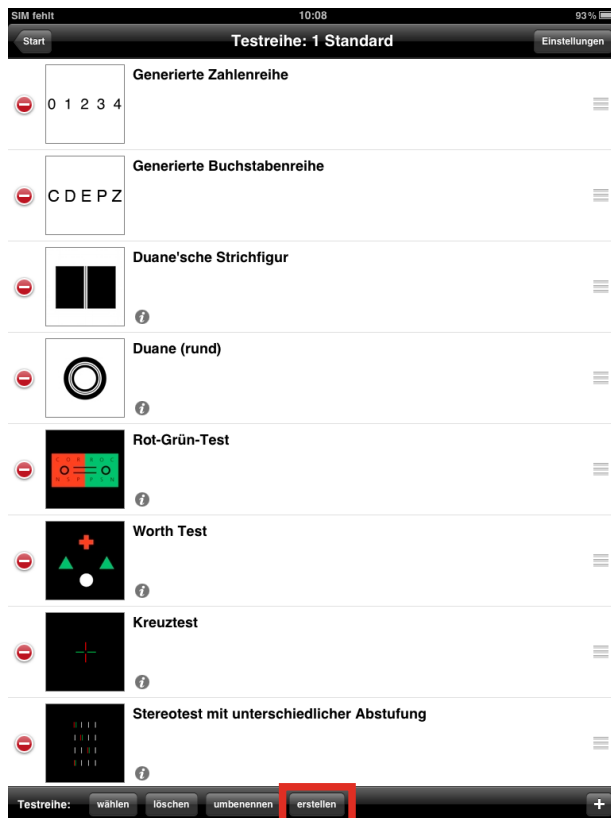 SIM fehlt 10:08 93 %
Start Testreihe: 1 Standard Einstellungen
Generierte Zahlenreihe
0 1 2 3 4
Generierte Buchstabenreihe
C D E P Z
Duane'sche Strichfigur
i
Duane (rund)
i
Rot-Grün-Test
i
Worth Test
i
Kreuztest
i
Stereotest mit unterschiedlicher Abstufung
i
Testreihe: wählen löschen umbenennen erstellen +